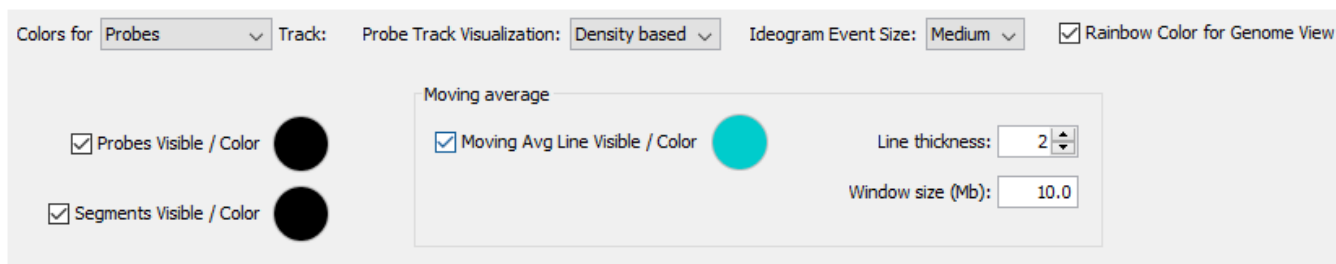 Colors for Probes Track: Probe Track Visualization: Density based Ideogram Event Size: Medium Rainbow Color for Genome View
Moving average
Probes Visible / Color Moving Avg Line Visible / Color Line thickness: 2
Window size (Mb): 10.0
Segments Visible / Color